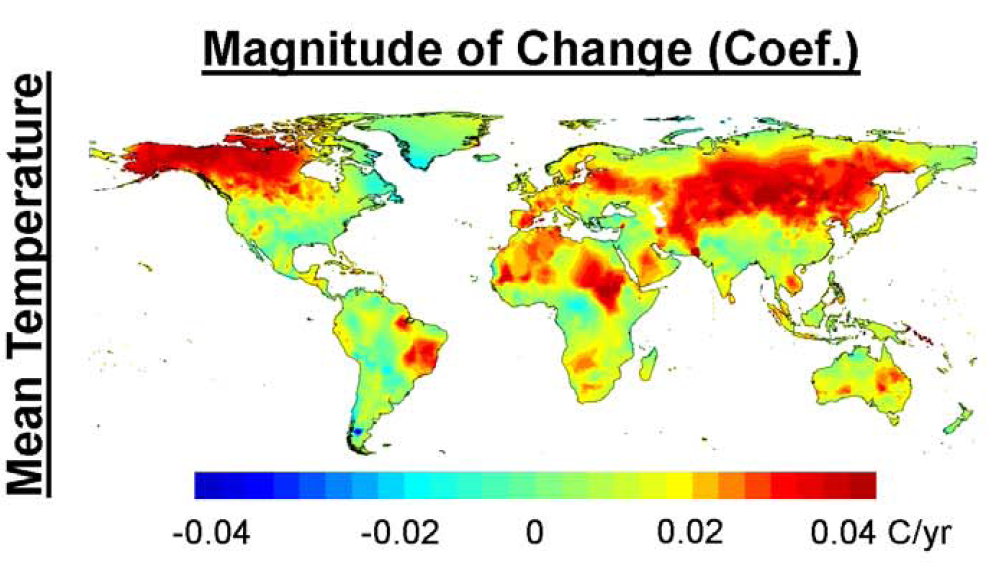 Magnitude of Change (Coef.)
Mean Temperature
-0.04 -0.02 0 0.02 0.04 C/yr